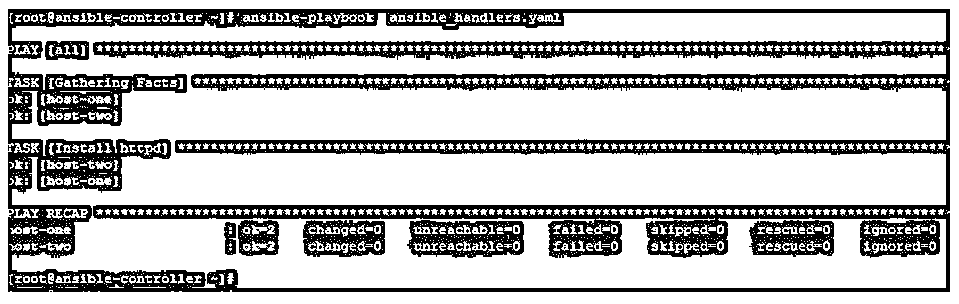 [root@ansible-controller ~]# ansible-playbook ansible_handlers.yaml
PLAY [all] ****************************************************************************************************
TASK [Gathering Facts] ****************************************************************************************
ok: [host-one]
ok: [host-two]
TASK [Install httpd] ******************************************************************************************
ok: [host-two]
ok: [host-one]
PLAY RECAP ****************************************************************************************************
host-one : ok=2 changed=0 unreachable=0 failed=0 skipped=0 rescued=0 ignored=0
host-two : ok=2 changed=0 unreachable=0 failed=0 skipped=0 rescued=0 ignored=0
[root@ansible-controller ~]#